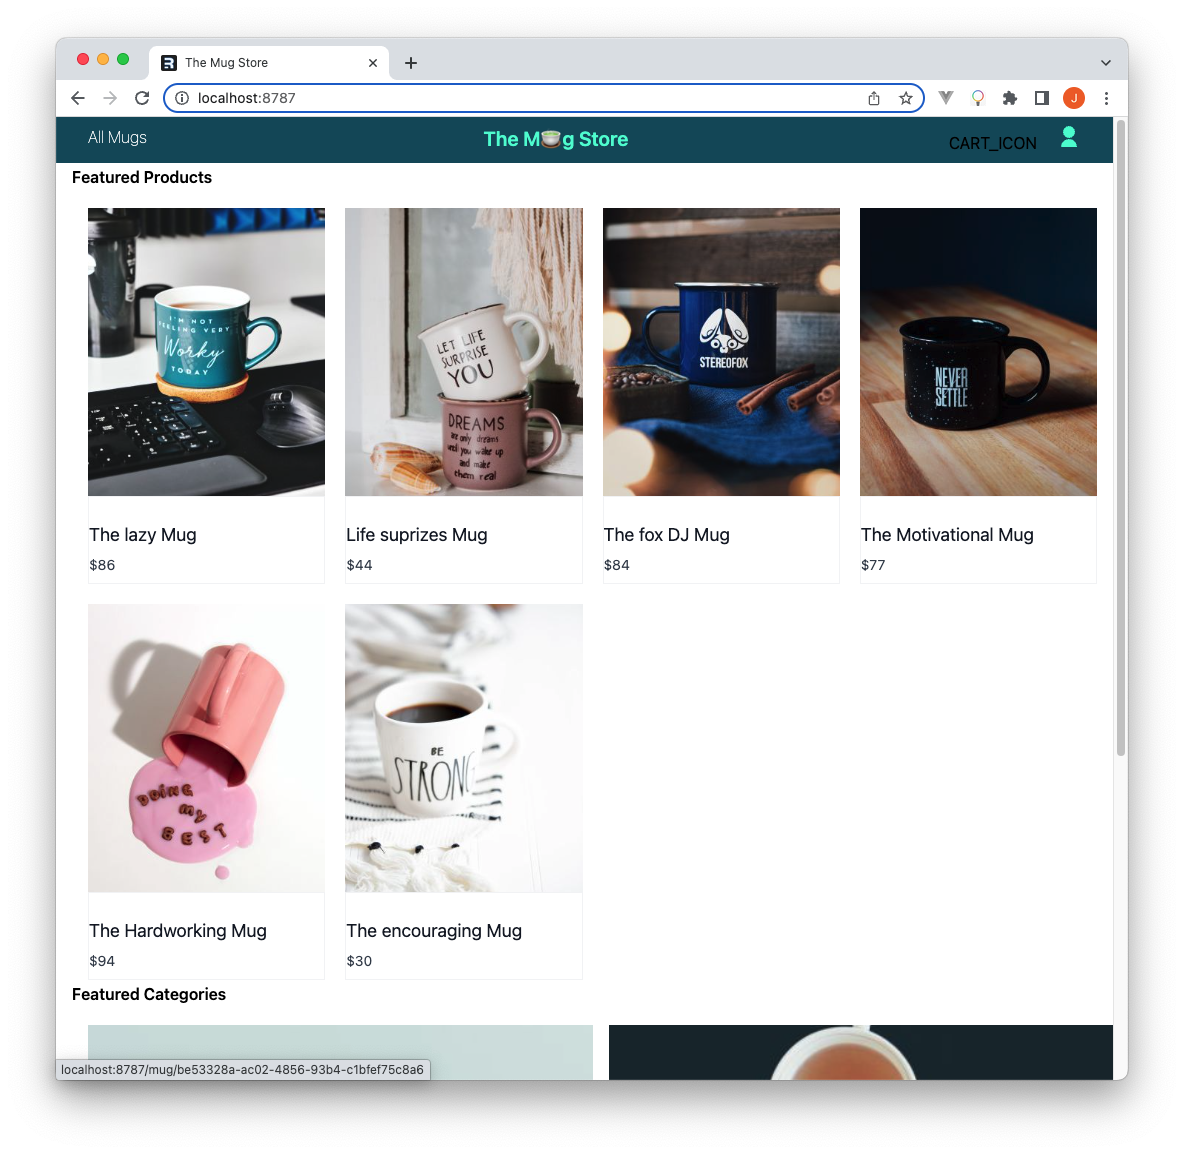 The Mug Store
localhost:8787
J
All Mugs
The M🍵g Store
CART_ICON
Featured Products
I'M NOT
FEELING VERY
Worky
TODAY
LET LIFE
SURPRISE
YOU
DREAMS
are only dreams
until you wake up
and make
them real
STEREOFOX
NEVER
SETTLE
The lazy Mug
$86
Life suprizes Mug
$44
The fox DJ Mug
$84
The Motivational Mug
$77
DOING
my
BEST
BE
STRONG
The Hardworking Mug
$94
The encouraging Mug
$30
Featured Categories
localhost:8787/mug/be53328a-ac02-4856-93b4-c1bfef75c8a6